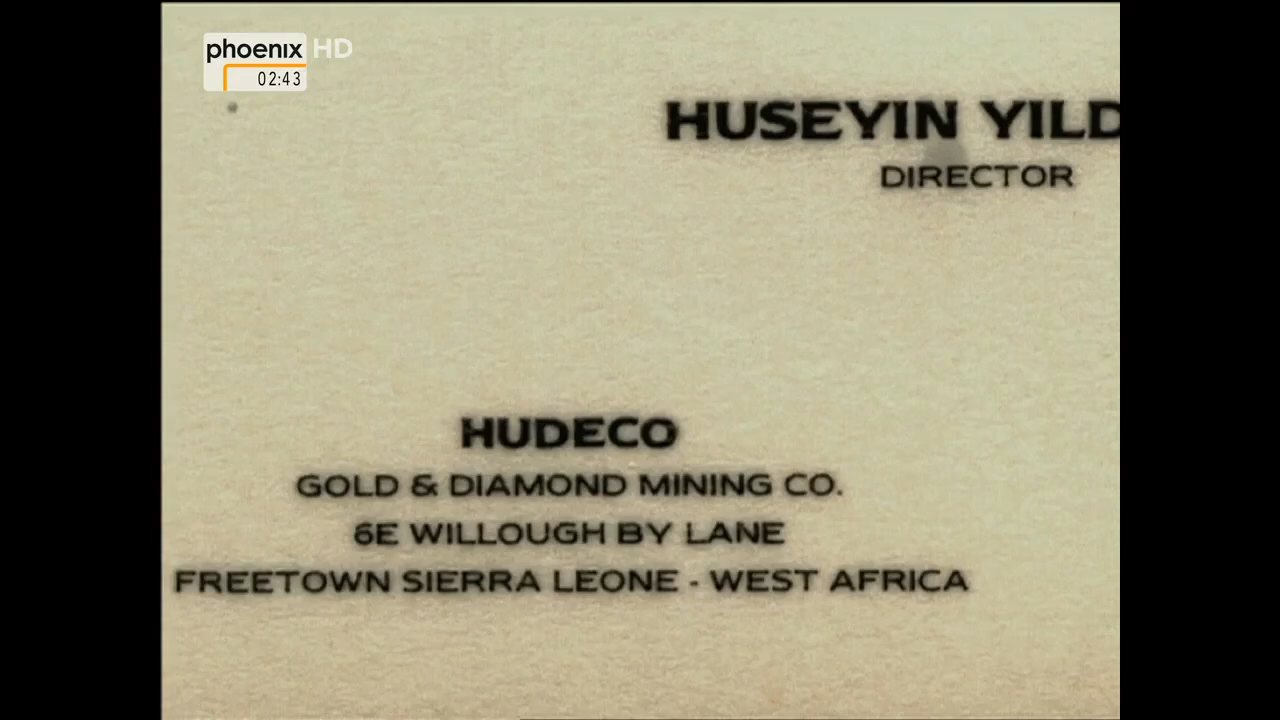 phoenix HD
02:43
HUSEYIN YILD
DIRECTOR
HUDECO
GOLD & DIAMOND MINING CO.
6E WILLOUGH BY LANE
FREETOWN SIERRA LEONE - WEST AFRICA